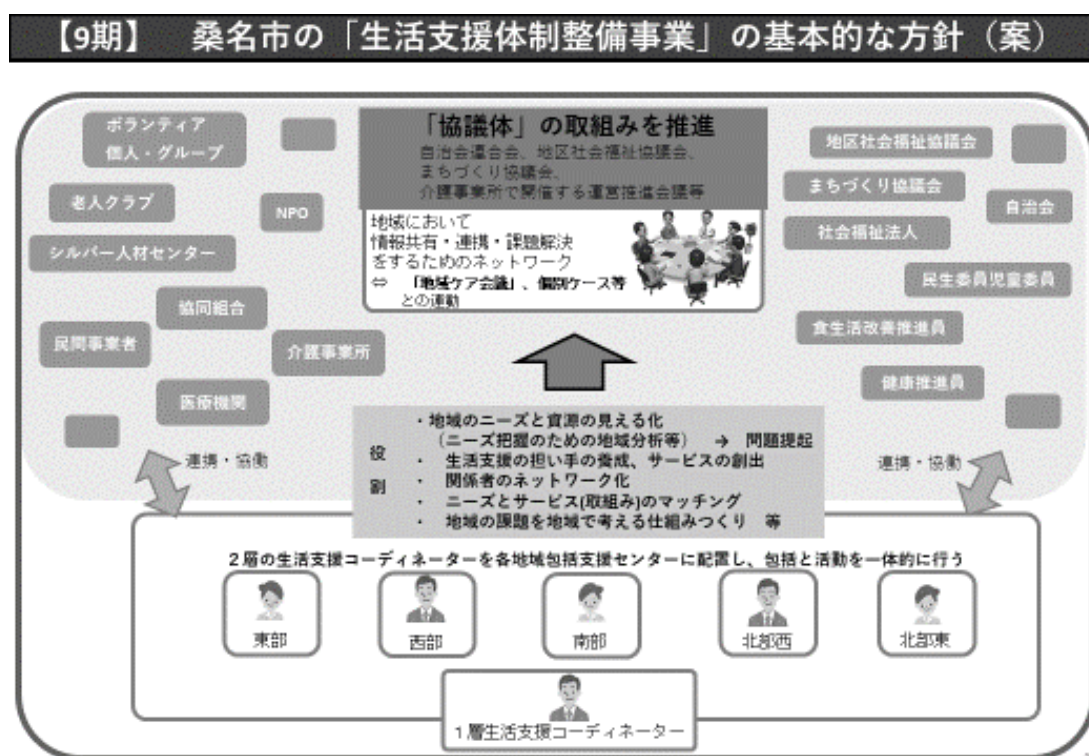 【9期】 桑名市の「生活支援体制整備事業」の基本的な方針（案）
ボランティア
個人・グループ
老人クラブ
NPO
シルバー人材センター
協同組合
民間事業者
介護事業所
医療機関
「協議体」の取組みを推進
自治会連合会、地区社会福祉協議会、
まちづくり協議会、
介護事業所で開催する運営推進会議等
地域において
情報共有・連携・課題解決
をするためのネットワーク
⇔ 「地域ケア会議」、個別ケース等
との連動
地区社会福祉協議会
まちづくり協議会
自治会
社会福祉法人
民生委員児童委員
食生活改善推進員
健康推進員
連携・協働
連携・協働
役割
・地域のニーズと資源の見える化
（ニーズ把握のための地域分析等） → 問題提起
・ 生活支援の担い手の養成、サービスの創出
・ 関係者のネットワーク化
・ ニーズとサービス(取組み)のマッチング
・ 地域の課題を地域で考える仕組みつくり 等
２層の生活支援コーディネーターを各地域包括支援センターに配置し、包括と活動を一体的に行う
東部
西部
南部
北部西
北部東
１層生活支援コーディネーター